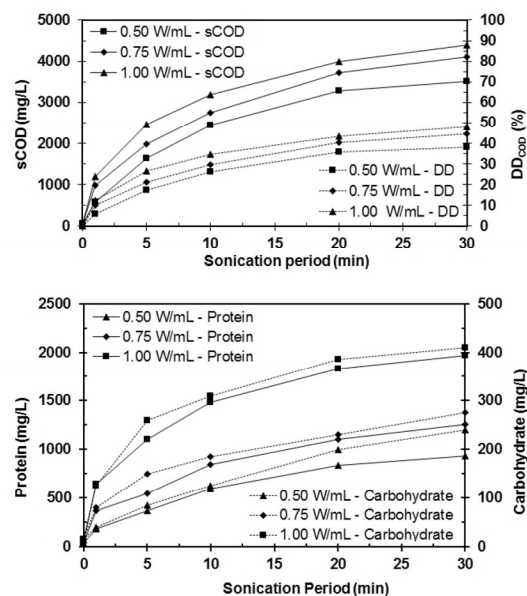 5000
4500
4000
3500
3000
2500
2000
1500
1000
500
0
sCOD (mg/L)
0.50 W/mL - sCOD
0.75 W/mL - sCOD
1.00 W/mL - sCOD
0.50 W/mL - DD
0.75 W/mL - DD
1.00 W/mL - DD
100
90
80
70
60
50
40
30
20
10
0
DDCOD (%)
0 5 10 15 20 25 30
Sonication period (min)
2500
2000
1500
1000
500
0
Protein (mg/L)
0.50 W/mL - Protein
0.75 W/mL - Protein
1.00 W/mL - Protein
0.50 W/mL - Carbohydrate
0.75 W/mL - Carbohydrate
1.00 W/mL - Carbohydrate
500
400
300
200
100
0
Carbohydrate (mg/L)
0 5 10 15 20 25 30
Sonication Period (min)